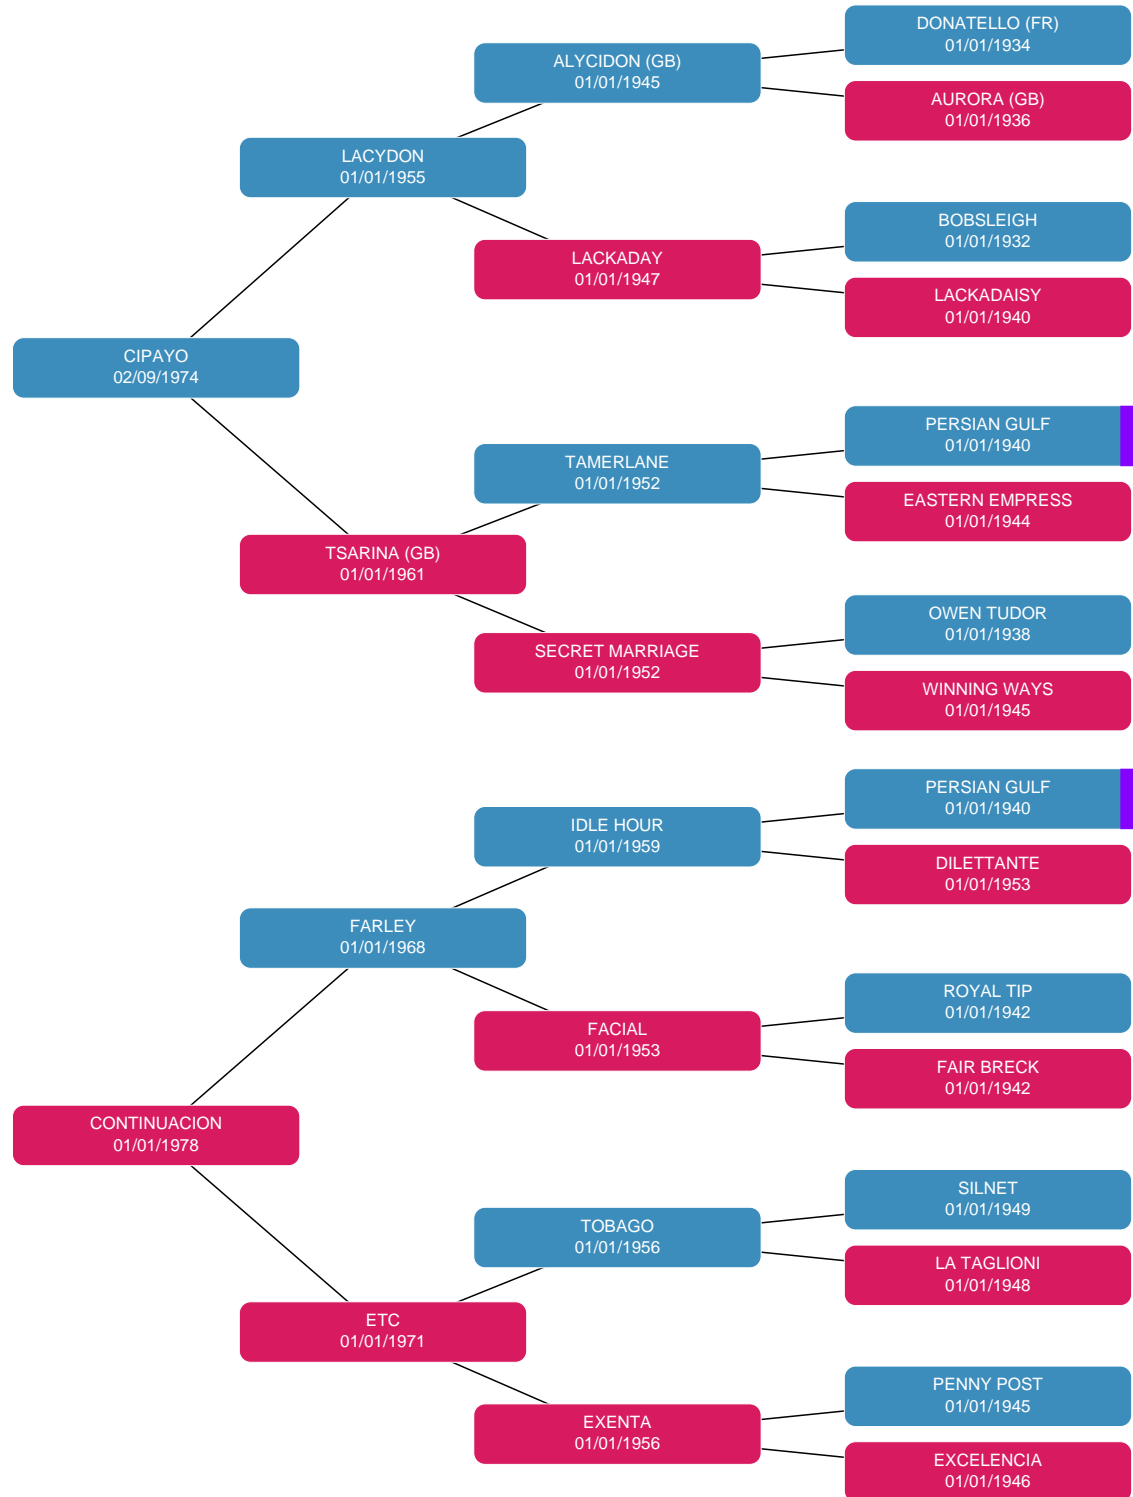 DONATELLO (FR)
01/01/1934
ALYCIDON (GB)
01/01/1945
AURORA (GB)
01/01/1936
LACYDON
01/01/1955
BOBSLEIGH
01/01/1932
LACKADAY
01/01/1947
LACKADAISY
01/01/1940
CIPAYO
02/09/1974
PERSIAN GULF
01/01/1940
TAMERLANE
01/01/1952
EASTERN EMPRESS
01/01/1944
TSARINA (GB)
01/01/1961
OWEN TUDOR
01/01/1938
SECRET MARRIAGE
01/01/1952
WINNING WAYS
01/01/1945
PERSIAN GULF
01/01/1940
IDLE HOUR
01/01/1959
DILETTANTE
01/01/1953
FARLEY
01/01/1968
ROYAL TIP
01/01/1942
FACIAL
01/01/1953
FAIR BRECK
01/01/1942
CONTINUACION
01/01/1978
SILNET
01/01/1949
TOBAGO
01/01/1956
LA TAGLIONI
01/01/1948
ETC
01/01/1971
PENNY POST
01/01/1945
EXENTA
01/01/1956
EXCELENCIA
01/01/1946